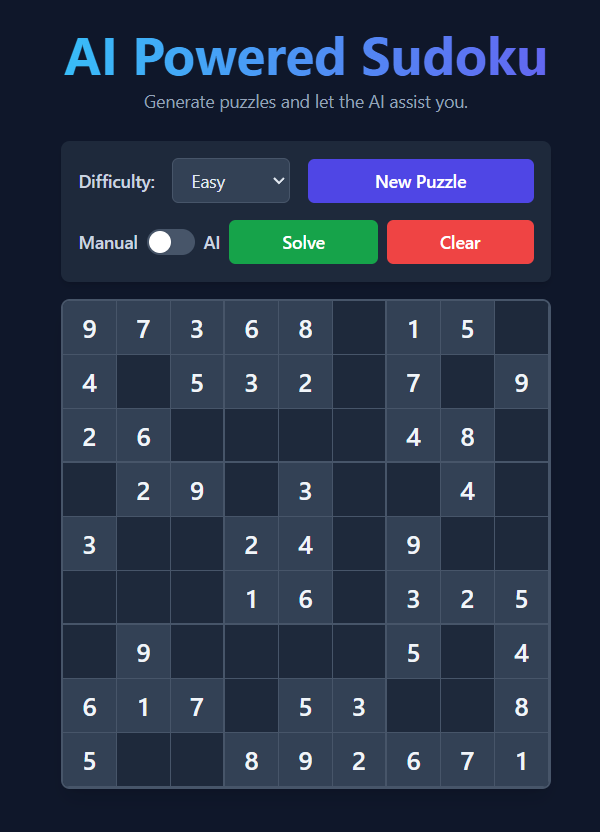 AI Powered Sudoku
Generate puzzles and let the AI assist you.
Difficulty: Easy New Puzzle
Manual AI Solve Clear
9 7 3 6 8 1 5
4 5 3 2 7 9
2 6 4 8
2 9 3 4
3 2 4 9
1 6 3 2 5
9 5 4
6 1 7 5 3 8
5 8 9 2 6 7 1